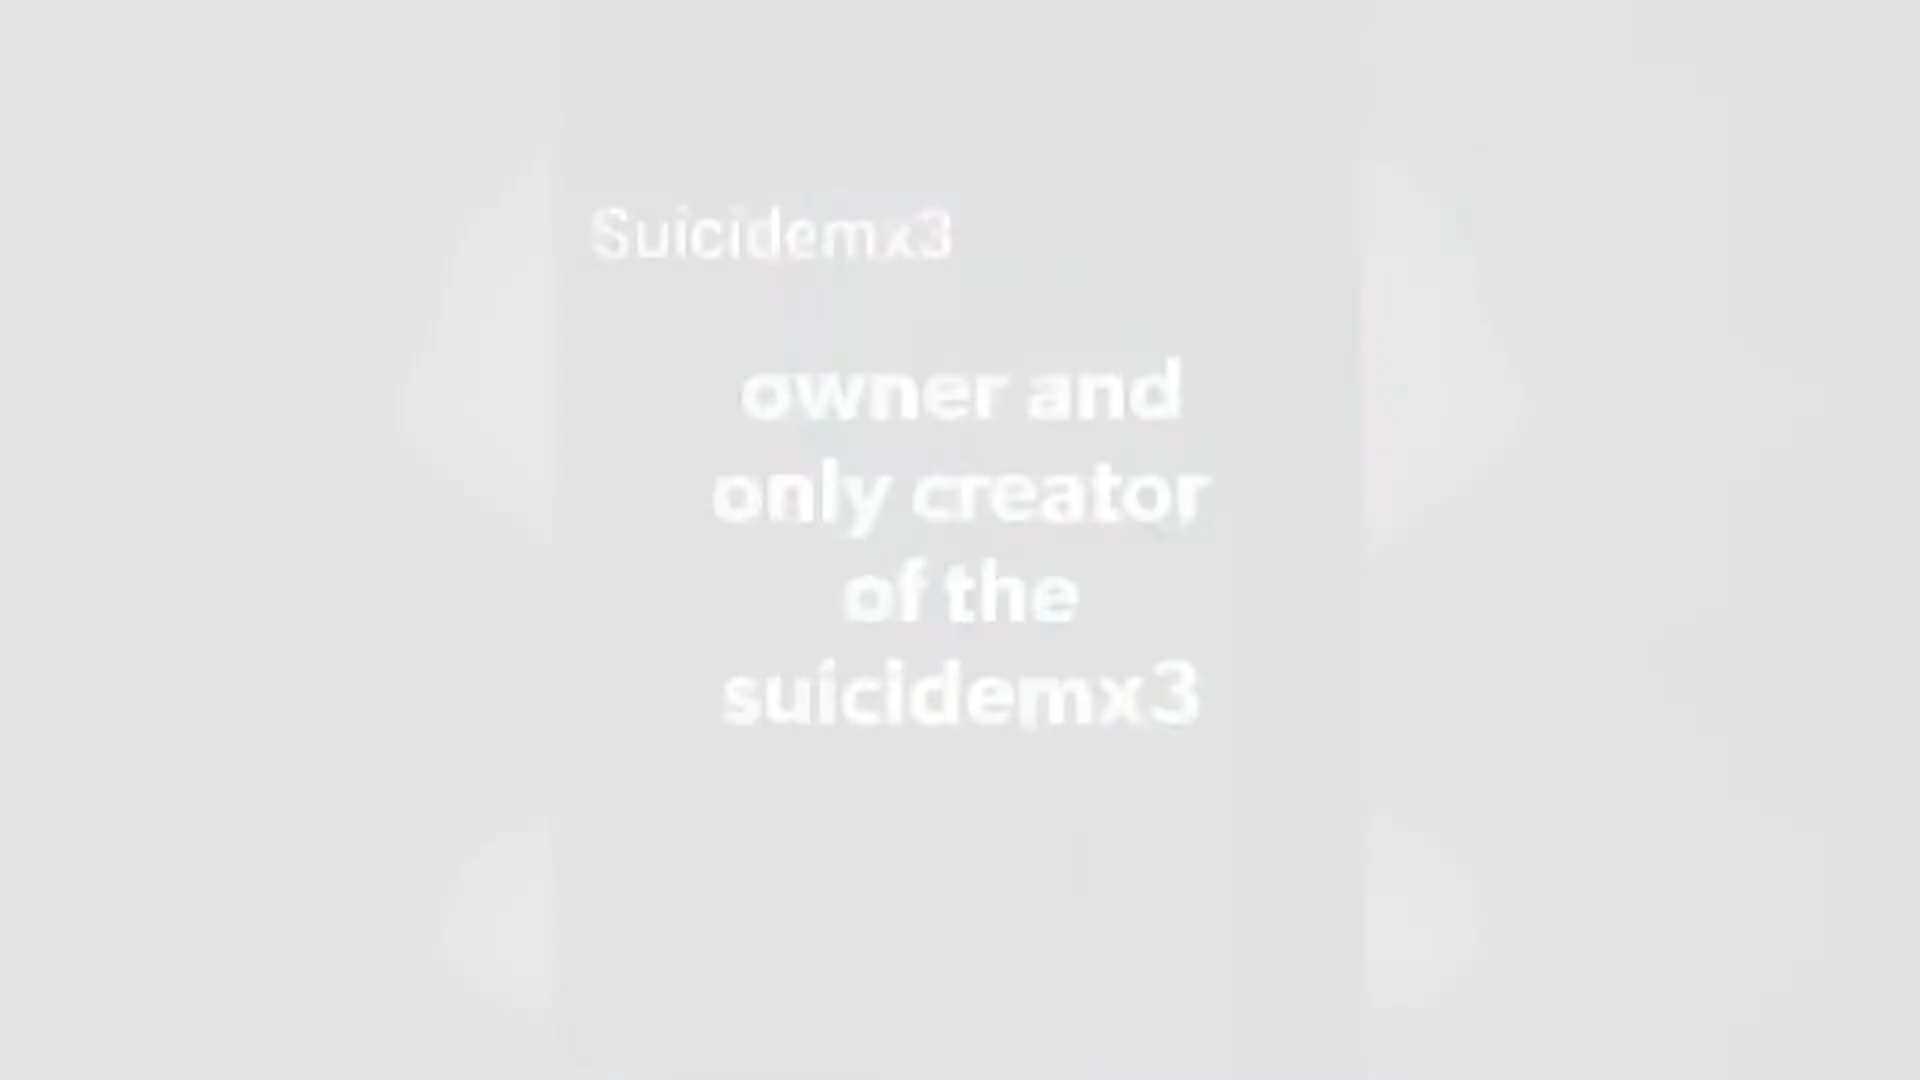 Suicidemx3
owner and
only creator
of the
suicidemx3